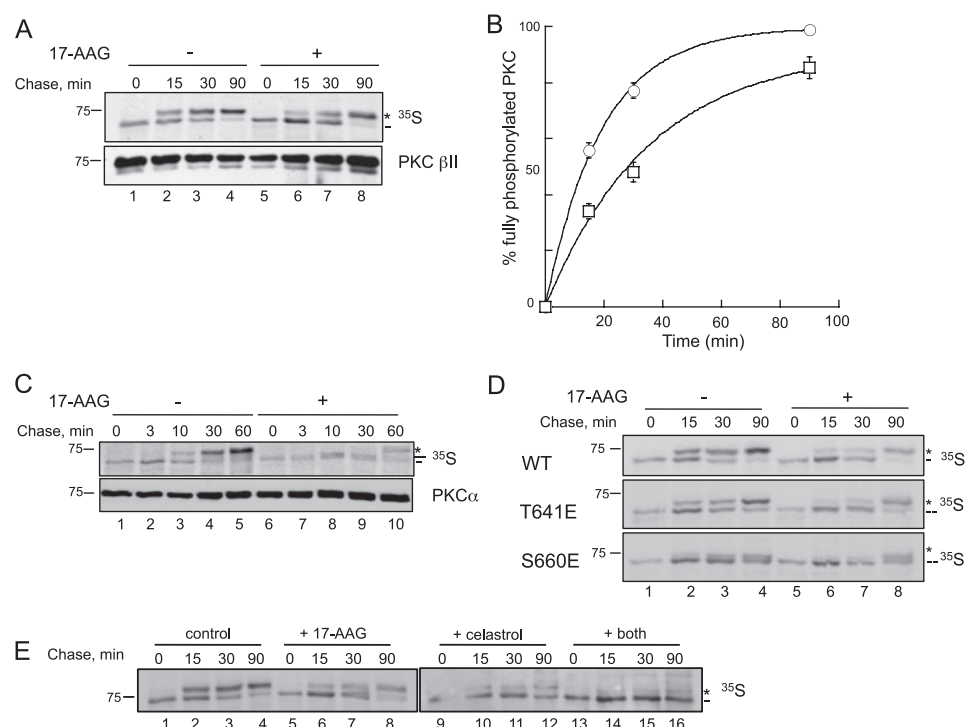 A
17-AAG - +
Chase, min 0 15 30 90 0 15 30 90
75 * 35S
-
75 PKC βII
1 2 3 4 5 6 7 8
B
% fully phosphorylated PKC
100
50
0
20 40 60 80 100
Time (min)
C
17-AAG - +
Chase, min 0 3 10 30 60 0 3 10 30 60
75 * 35S
-
75 PKCα
1 2 3 4 5 6 7 8 9 10
D
17-AAG - +
Chase, min 0 15 30 90 0 15 30 90
WT 75 * 35S
-
T641E 75 * 35S
--
S660E 75 * 35S
--
1 2 3 4 5 6 7 8
E
control + 17-AAG + celastrol + both
Chase, min 0 15 30 90 0 15 30 90 0 15 30 90 0 15 30 90
75 * 35S
-
1 2 3 4 5 6 7 8 9 10 11 12 13 14 15 16